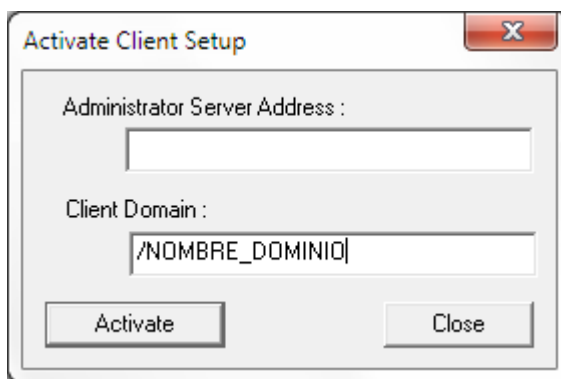 Activate Client Setup
Administrator Server Address :
Client Domain :
/NOMBRE_DOMINIO
Activate
Close